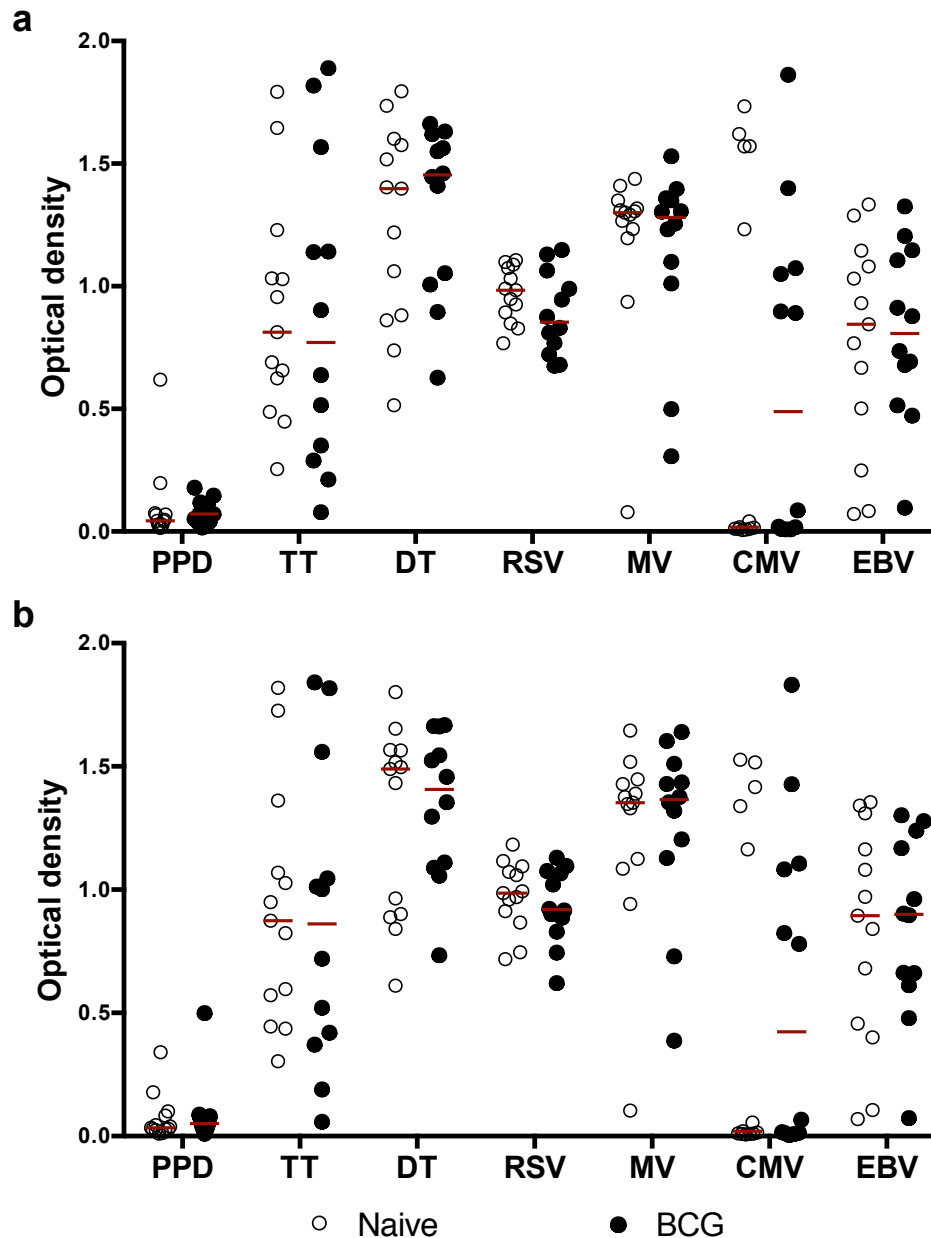 a
Optical density
2.0
1.5
1.0
0.5
0.0
PPD TT DT RSV MV CMV EBV
b
Optical density
2.0
1.5
1.0
0.5
0.0
PPD TT DT RSV MV CMV EBV
Naive BCG